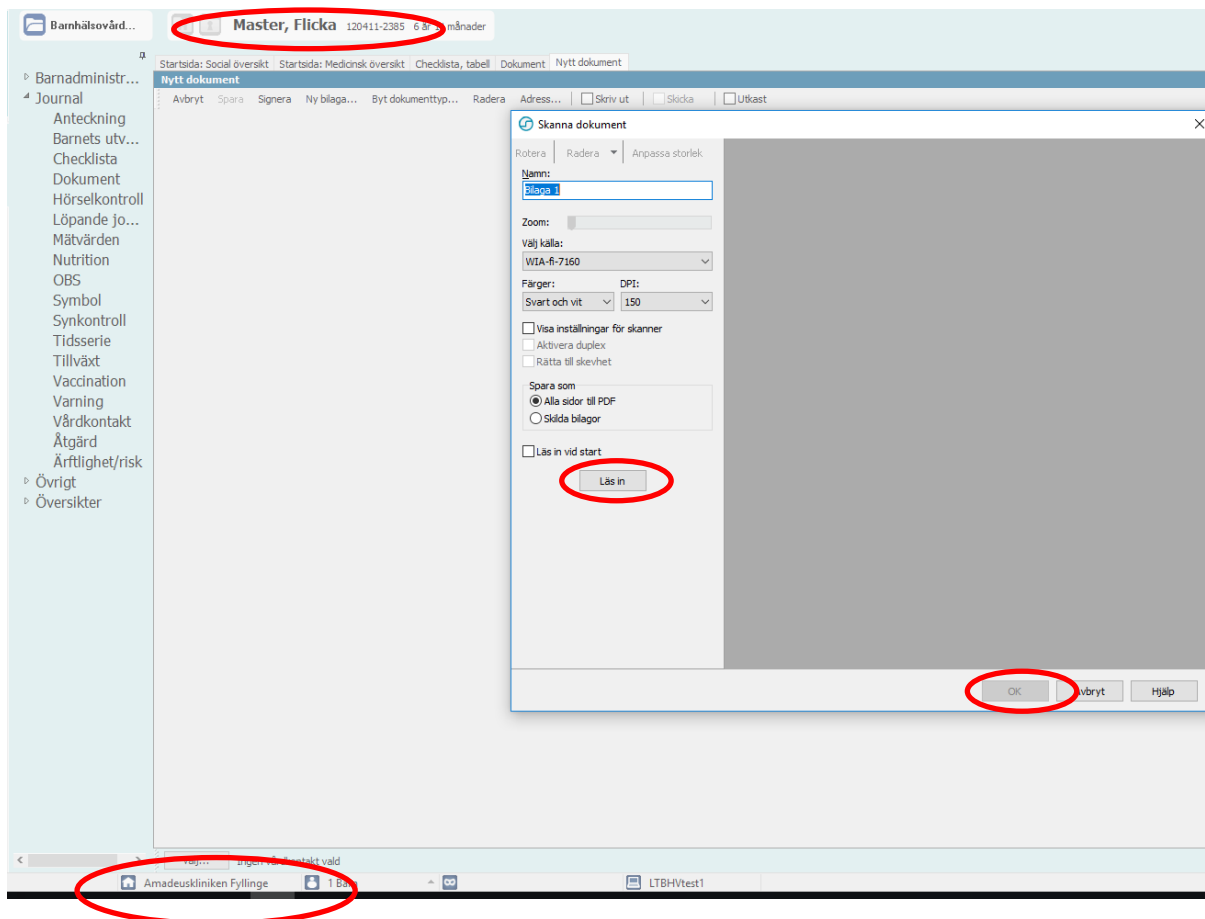 Barnhälsovård...
Master, Flicka 120411-2385 6 år månader
Startsida: Social översikt Startsida: Medicinsk översikt Checklista, tabell Dokument Nytt dokument
Nytt dokument
Avbryt Spara Signera Ny bilaga... Byt dokumenttyp... Radera Adress... Skriv ut Skicka Utkast
Barnadministr...
Journal
Anteckning
Barnets utv...
Checklista
Dokument
Hörselkontroll
Löpande jo...
Mätvärden
Nutrition
OBS
Symbol
Synkontroll
Tidsserie
Tillväxt
Vaccination
Varning
Vårdkontakt
Åtgärd
Ärftlighet/risk
Övrigt
Översikter
Skanna dokument
Rotera Radera Anpassa storlek
Namn:
Bilaga 1
Zoom:
Välj källa:
WIA-fi-7160
Färger: DPI:
Svart och vit 150
Visa inställningar för skanner
Aktivera duplex
Rätta till skevhet
Spara som
Alla sidor till PDF
Skilda bilagor
Läs in vid start
Läs in
OK Avbryt Hjälp
Välj... Ingen vårdkontakt vald
Amadeuskliniken Fyllinge 1 Barn LTBHVtest1